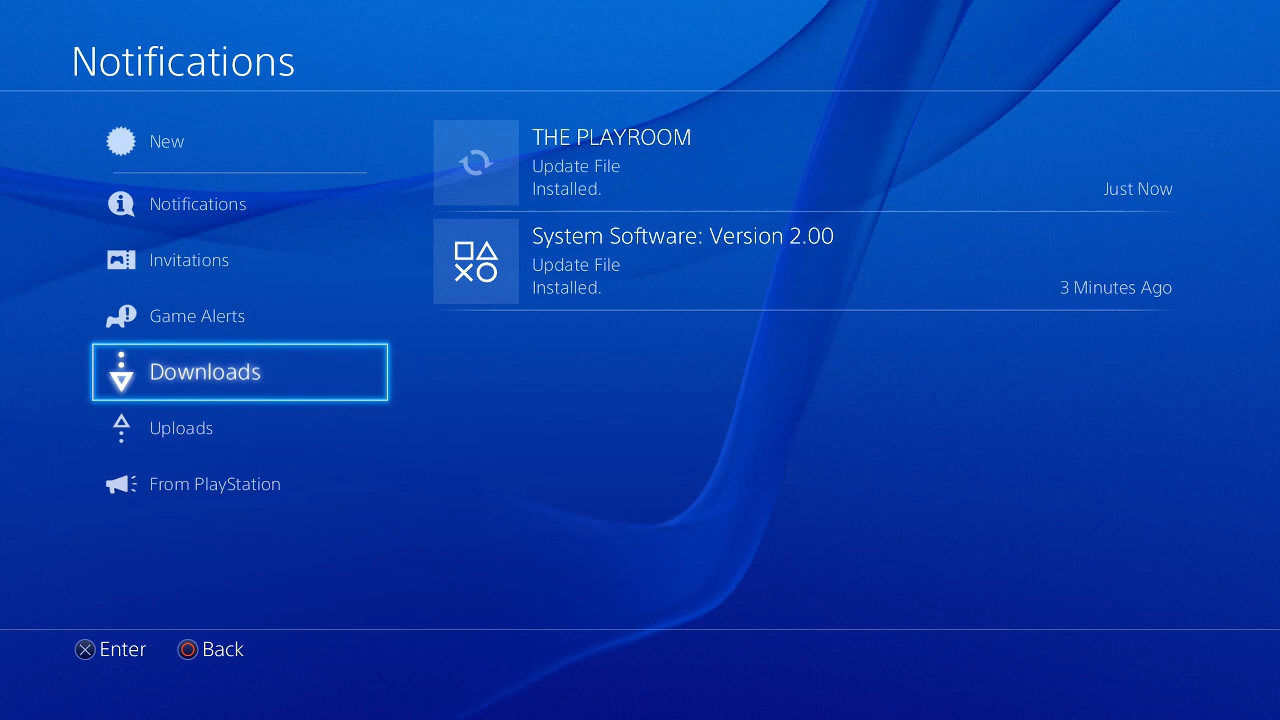 Notifications
New
Notifications
Invitations
Game Alerts
Downloads
Uploads
From PlayStation
THE PLAYROOM
Update File
Installed.
Just Now
System Software: Version 2.00
Update File
Installed.
3 Minutes Ago
Enter
Back